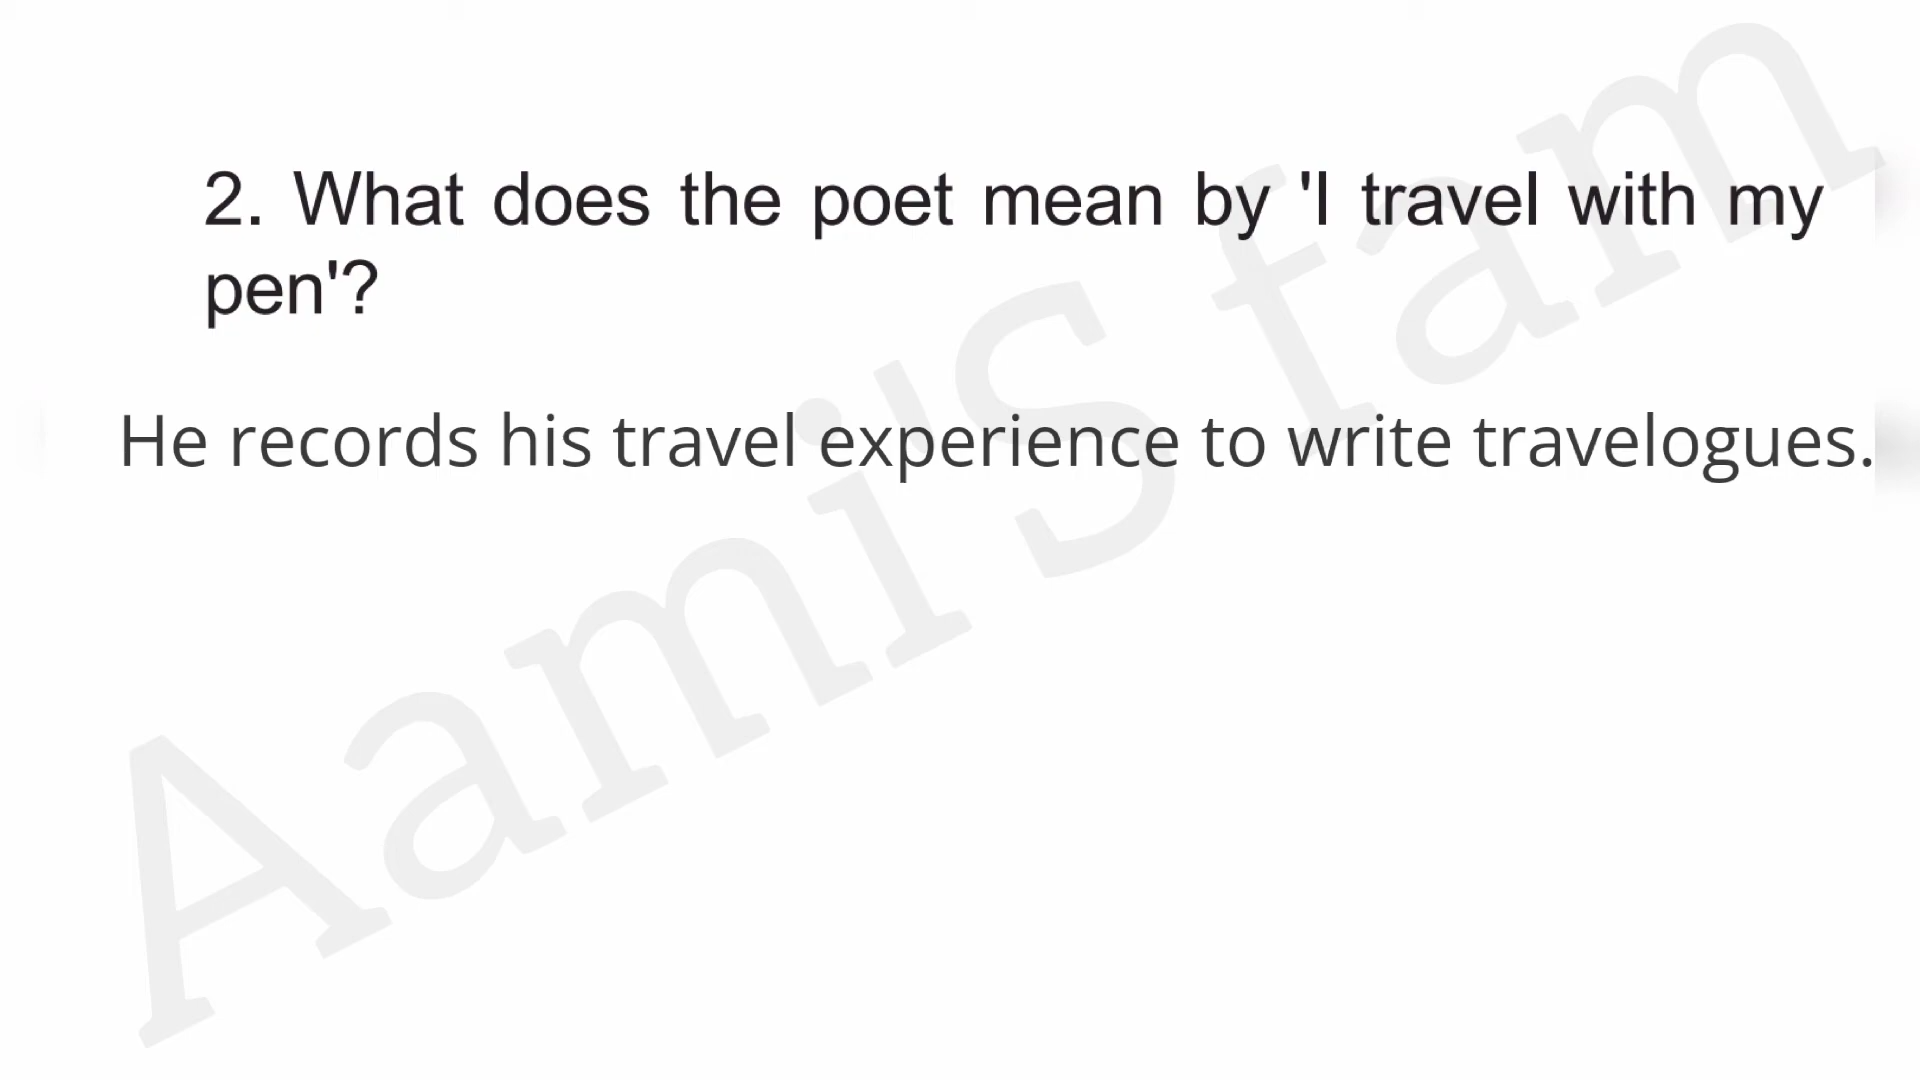 2. What does the poet mean by 'I travel with my
pen'?
He records his travel experience to write travelogues.
Aami'S fam